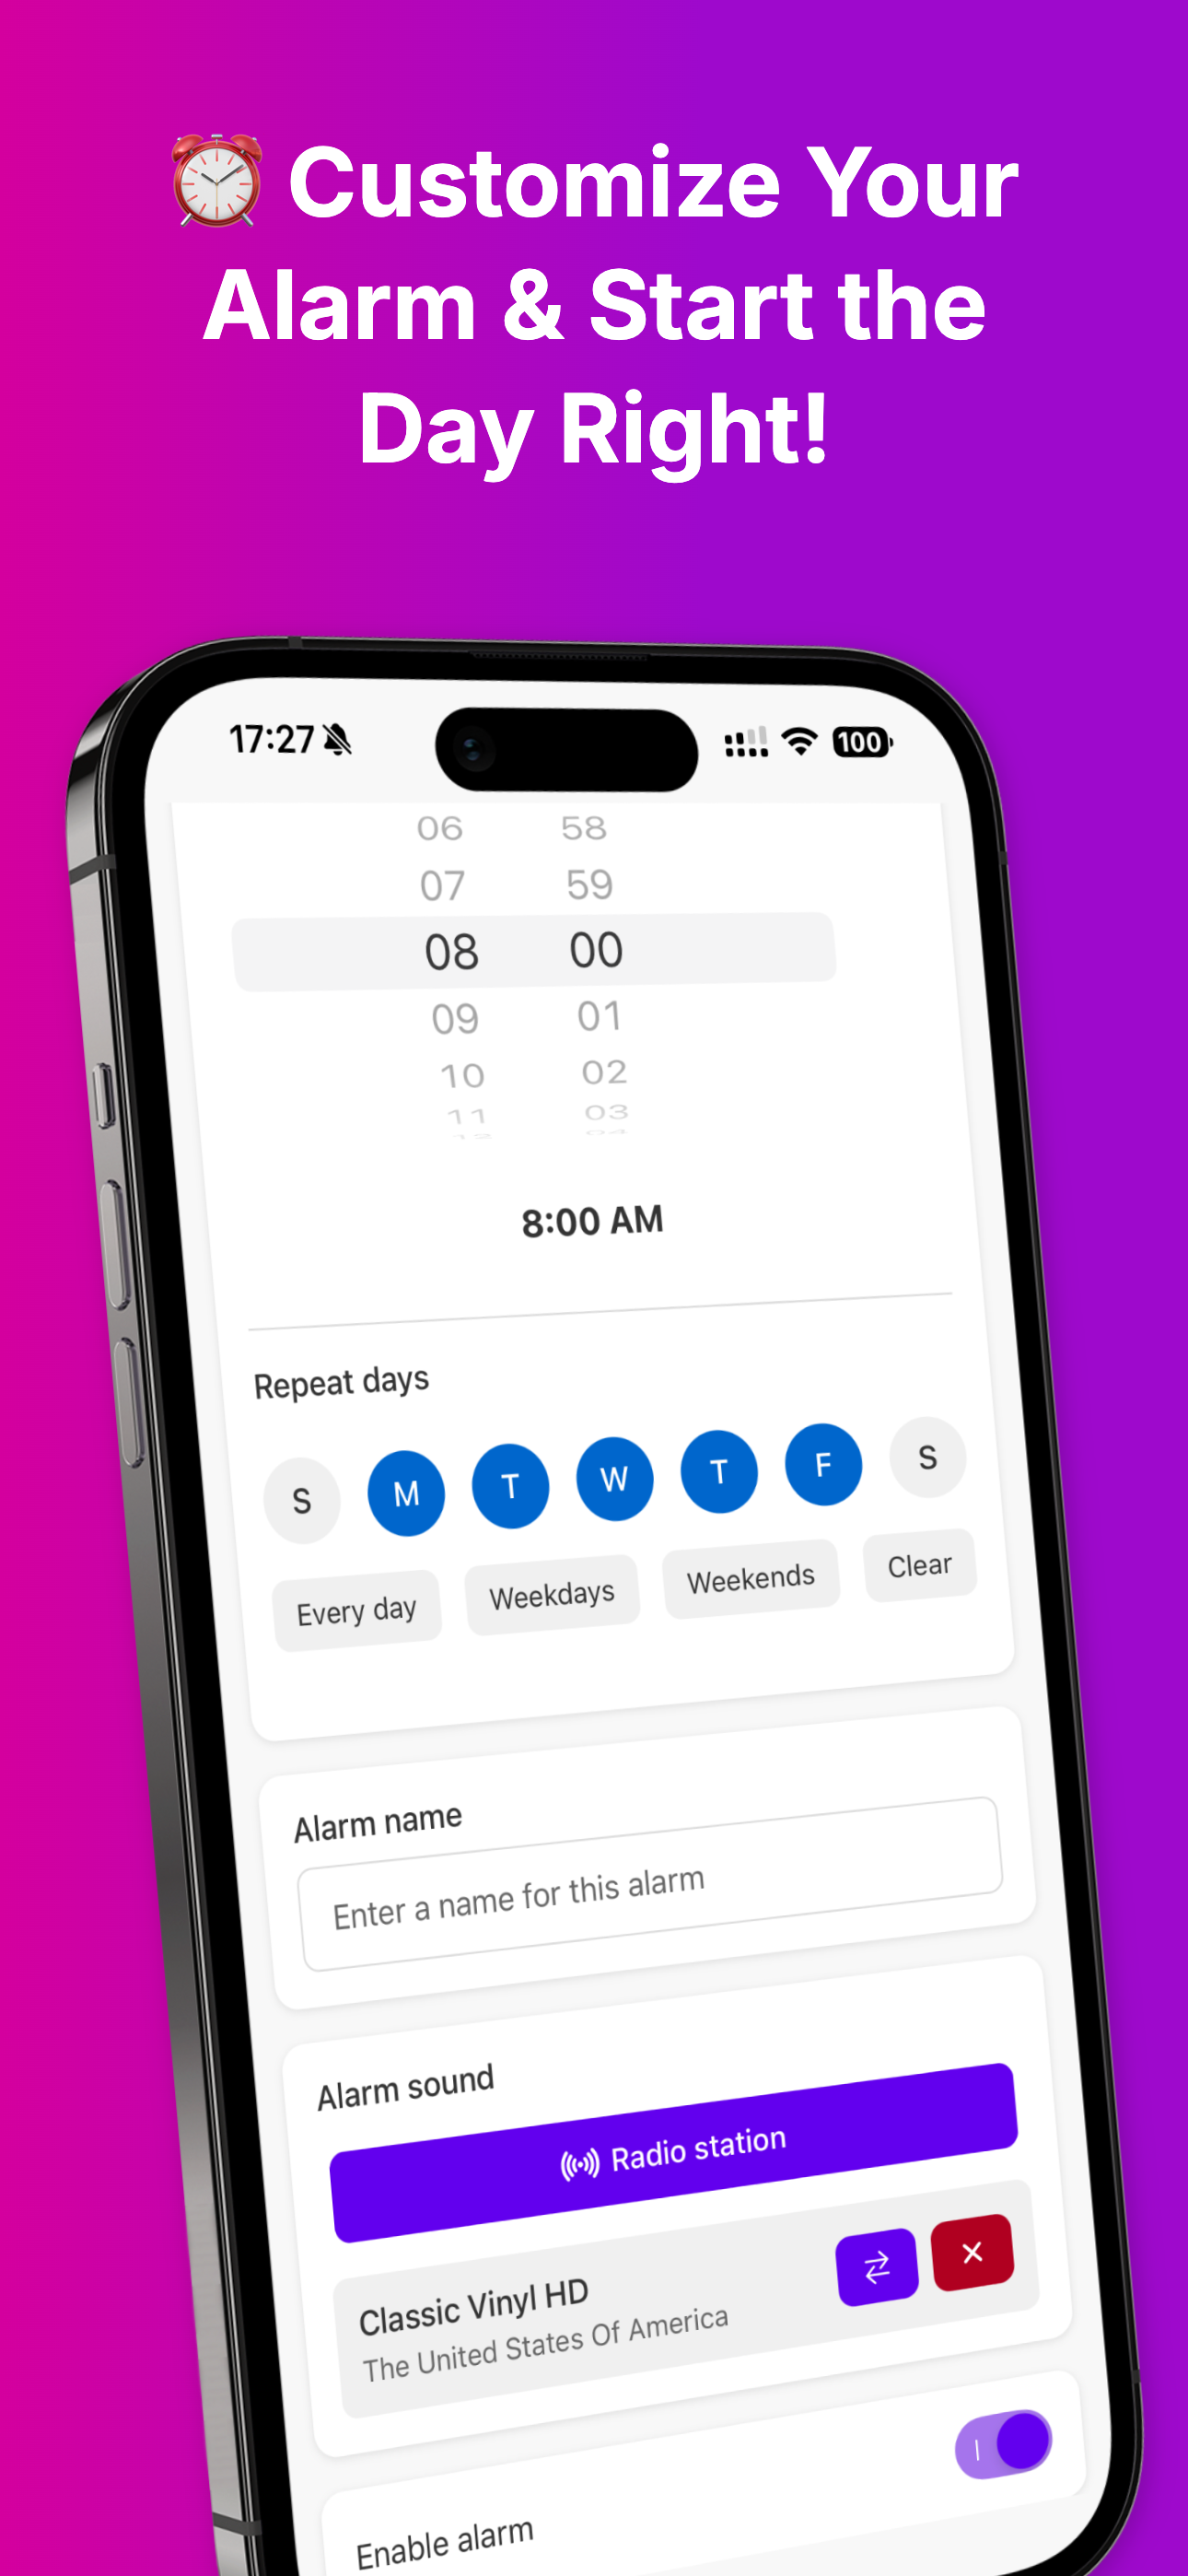 ⏰ Customize Your
Alarm & Start the
Day Right!
17:27 100
06 58
07 59
08 00
09 01
10 02
11 03
12 04
8:00 AM
Repeat days
S M T W T F S
Every day Weekdays Weekends Clear
Alarm name
Enter a name for this alarm
Alarm sound
Radio station
Classic Vinyl HD
The United States Of America
Enable alarm